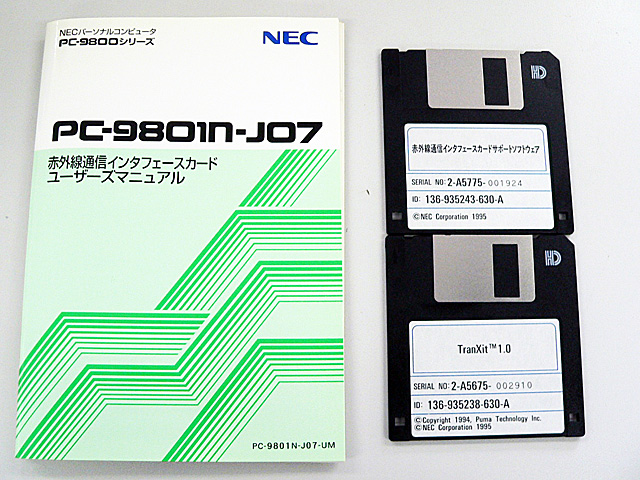 NECパーソナルコンピュータ
PC-9800シリーズ
NEC
PC-9801n-J07
赤外線通信インタフェースカード
ユーザーズマニュアル
PC-9801N-J07-UM
HD
赤外線通信インタフェースカードサポートソフトウェア
SERIAL NO: 2-A5775- 001924
ID: 136-935243-630-A
©NEC Corporation 1995
HD
TranXit™ 1.0
SERIAL NO: 2-A5675- 002910
ID: 136-935238-630-A
©Copyright 1994, Puma Technology Inc.
©NEC Corporation 1995